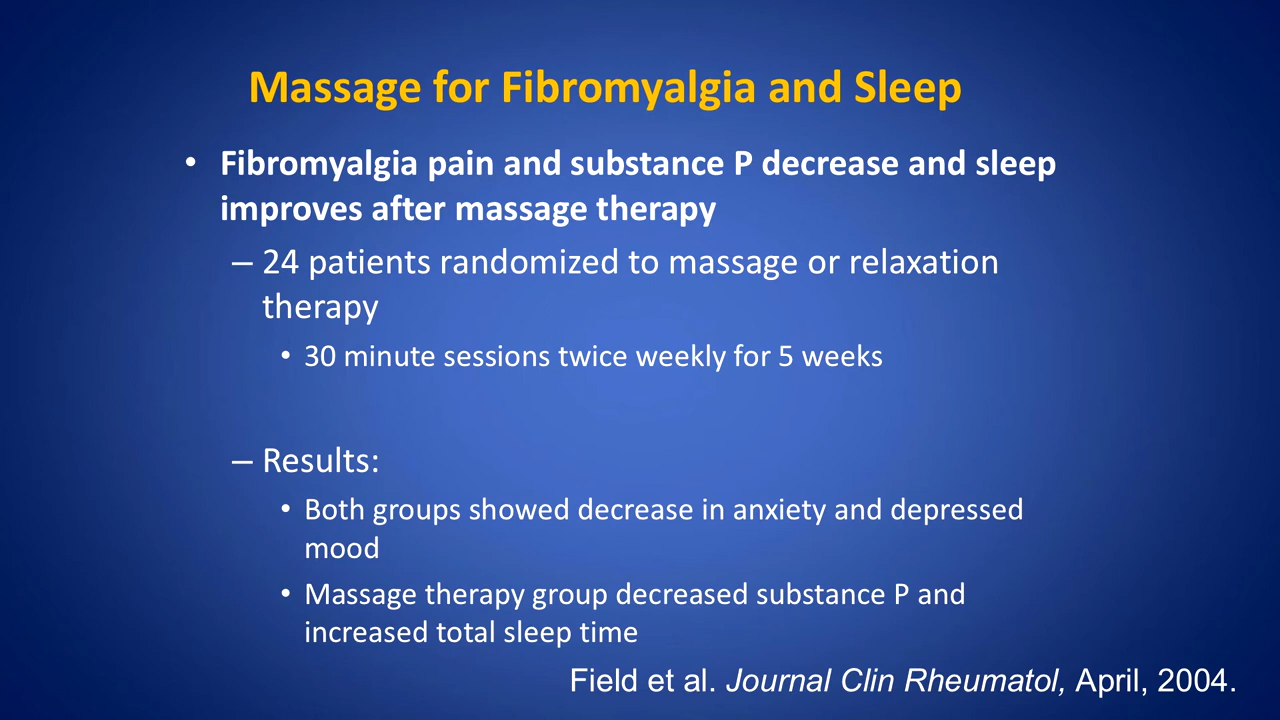 Massage for Fibromyalgia and Sleep
• Fibromyalgia pain and substance P decrease and sleep
improves after massage therapy
– 24 patients randomized to massage or relaxation
therapy
• 30 minute sessions twice weekly for 5 weeks
– Results:
• Both groups showed decrease in anxiety and depressed
mood
• Massage therapy group decreased substance P and
increased total sleep time
Field et al. Journal Clin Rheumatol, April, 2004.